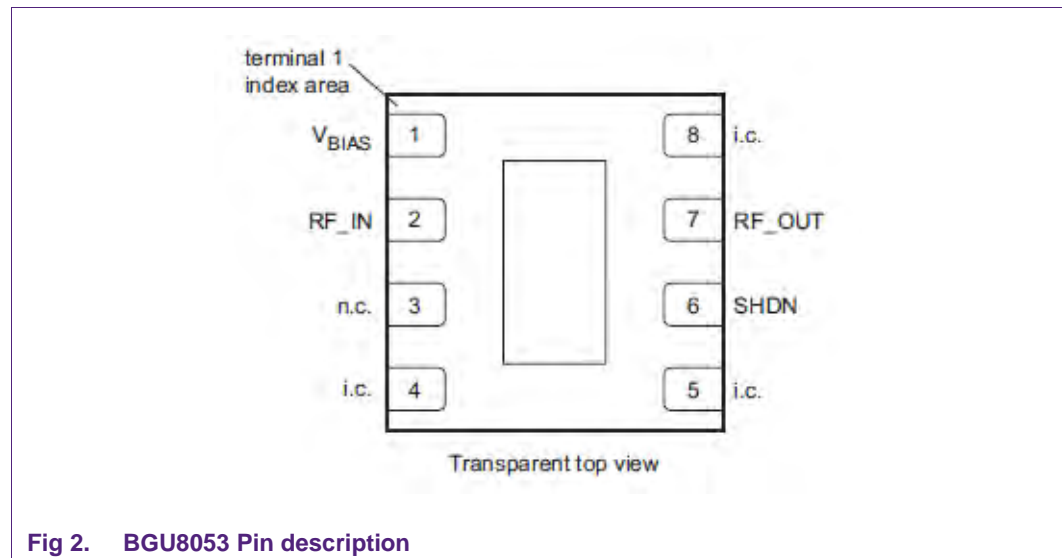 terminal 1
index area
V_BIAS 1 8 i.c.
RF_IN 2 7 RF_OUT
n.c. 3 6 SHDN
i.c. 4 5 i.c.
Transparent top view
Fig 2. BGU8053 Pin description